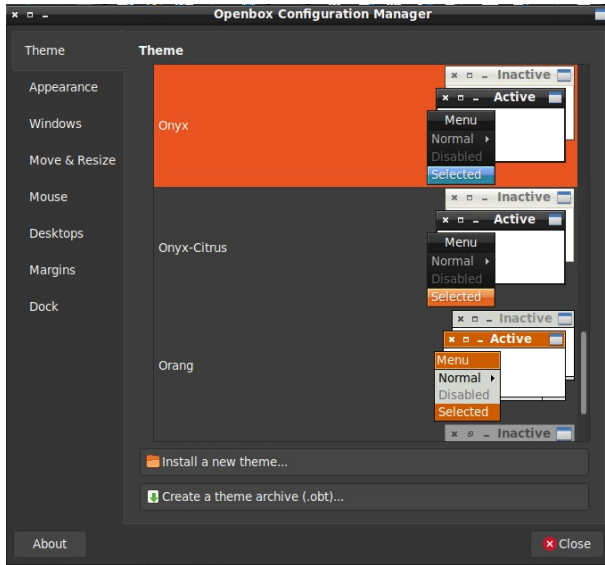 Openbox Configuration Manager
Theme
Appearance
Windows
Move & Resize
Mouse
Desktops
Margins
Dock
Theme
Onyx
Inactive
Active
Menu
Normal
Disabled
Selected
Onyx-Citrus
Inactive
Active
Menu
Normal
Disabled
Selected
Orang
Inactive
Active
Menu
Normal
Disabled
Selected
Inactive
Install a new theme...
Create a theme archive (.obt)...
About
Close